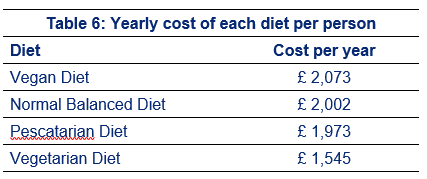 Table 6: Yearly cost of each diet per person
Diet Cost per year
Vegan Diet £ 2,073
Normal Balanced Diet £ 2,002
Pescatarian Diet £ 1,973
Vegetarian Diet £ 1,545